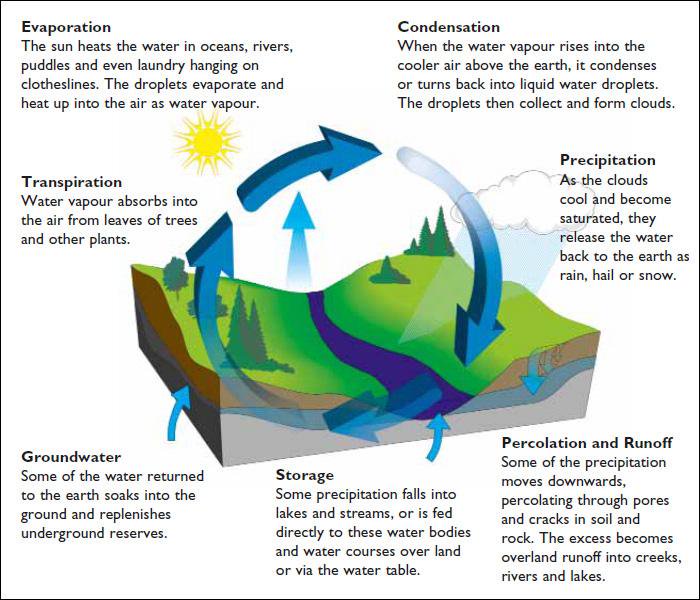 Evaporation
The sun heats the water in oceans, rivers,
puddles and even laundry hanging on
clotheslines. The droplets evaporate and
heat up into the air as water vapour.
Condensation
When the water vapour rises into the
cooler air above the earth, it condenses
or turns back into liquid water droplets.
The droplets then collect and form clouds.
Transpiration
Water vapour absorbs into
the air from leaves of trees
and other plants.
Precipitation
As the clouds
cool and become
saturated, they
release the water
back to the earth as
rain, hail or snow.
Groundwater
Some of the water returned
to the earth soaks into the
ground and replenishes
underground reserves.
Storage
Some precipitation falls into
lakes and streams, or is fed
directly to these water bodies
and water courses over land
or via the water table.
Percolation and Runoff
Some of the precipitation
moves downwards,
percolating through pores
and cracks in soil and
rock. The excess becomes
overland runoff into creeks,
rivers and lakes.